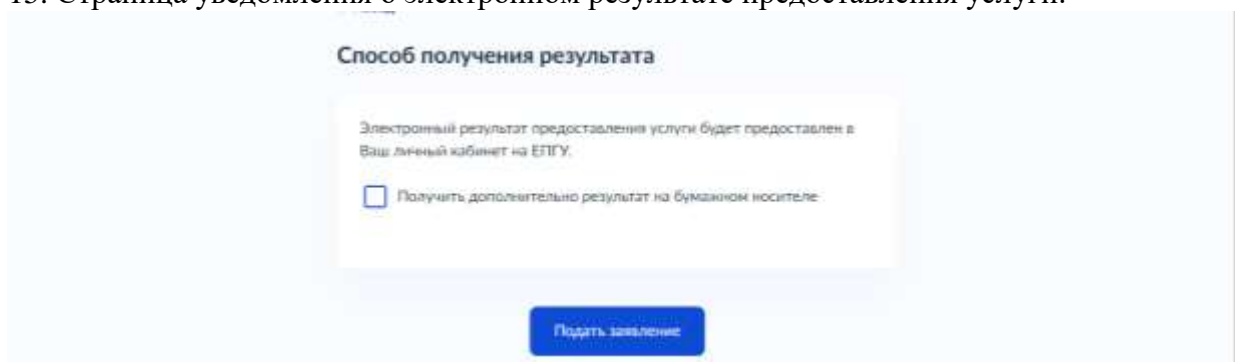 15. Страница уведомления о электронном результате предоставления услуги.
Способ получения результата
Электронный результат предоставления услуги будет предоставлен в
Ваш личный кабинет на ЕПГУ.
Получить дополнительно результат на бумажном носителе
Подать заявление